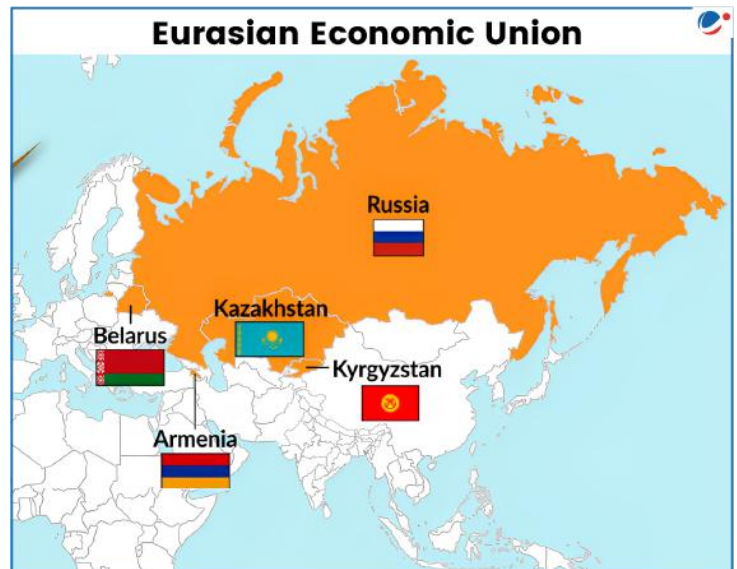 Eurasian Economic Union
Russia
Kazakhstan
Belarus
Kyrgyzstan
Armenia